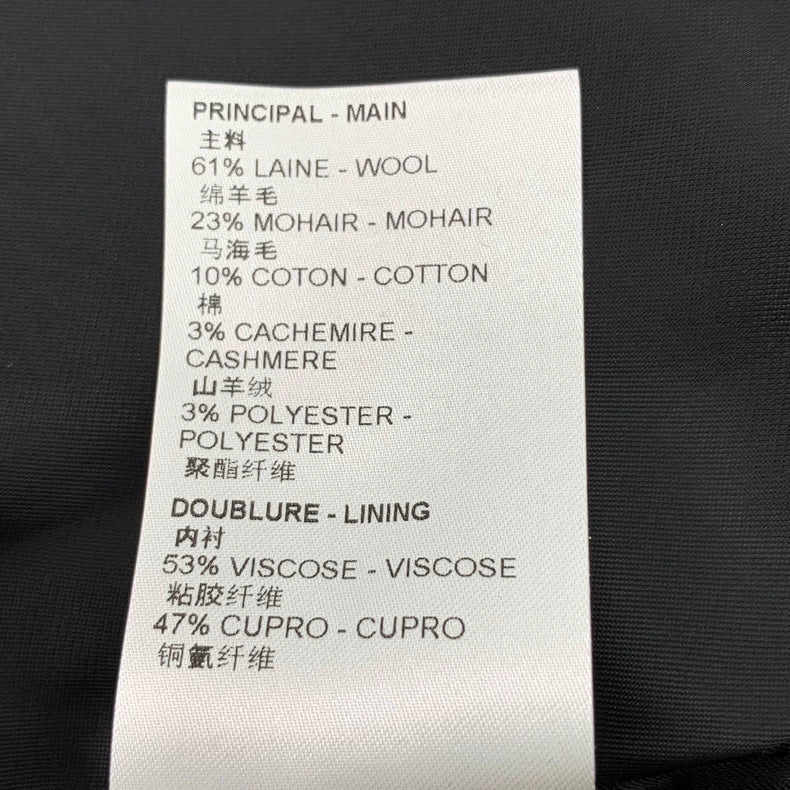 PRINCIPAL - MAIN
主料
61% LAINE - WOOL
绵羊毛
23% MOHAIR - MOHAIR
马海毛
10% COTON - COTTON
棉
3% CACHEMIRE -
CASHMERE
山羊绒
3% POLYESTER -
POLYESTER
聚酯纤维
DOUBLURE - LINING
内衬
53% VISCOSE - VISCOSE
粘胶纤维
47% CUPRO - CUPRO
铜氨纤维